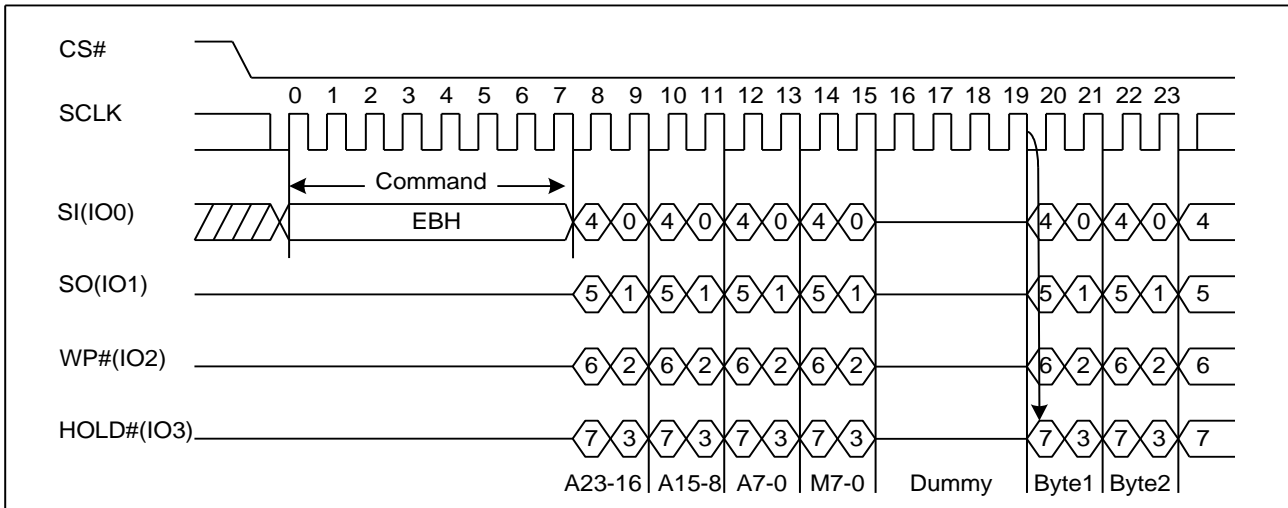 CS#
0 1 2 3 4 5 6 7 8 9 10 11 12 13 14 15 16 17 18 19 20 21 22 23
SCLK
Command
SI(IO0) EBH 4 0 4 0 4 0 4 0 4 0 4 0 4
SO(IO1) 5 1 5 1 5 1 5 1 5 1 5 1 5
WP#(IO2) 6 2 6 2 6 2 6 2 6 2 6 2 6
HOLD#(IO3) 7 3 7 3 7 3 7 3 7 3 7 3 7
A23-16 A15-8 A7-0 M7-0 Dummy Byte1 Byte2